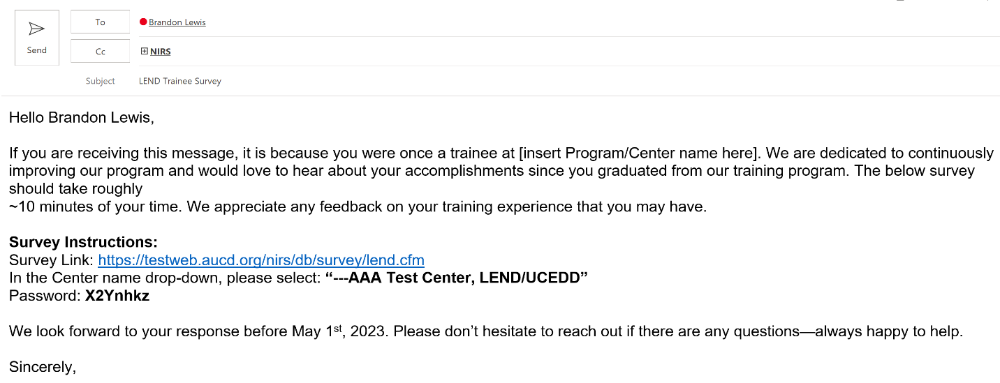 Send
To
Brandon Lewis
Cc
NIRS
Subject
LEND Trainee Survey
Hello Brandon Lewis,
If you are receiving this message, it is because you were once a trainee at [insert Program/Center name here]. We are dedicated to continuously
improving our program and would love to hear about your accomplishments since you graduated from our training program. The below survey
should take roughly
~10 minutes of your time. We appreciate any feedback on your training experience that you may have.
Survey Instructions:
Survey Link: https://testweb.aucd.org/nirs/db/survey/lend.cfm
In the Center name drop-down, please select: “---AAA Test Center, LEND/UCEDD”
Password: X2Ynhkz
We look forward to your response before May 1st, 2023. Please don’t hesitate to reach out if there are any questions—always happy to help.
Sincerely,